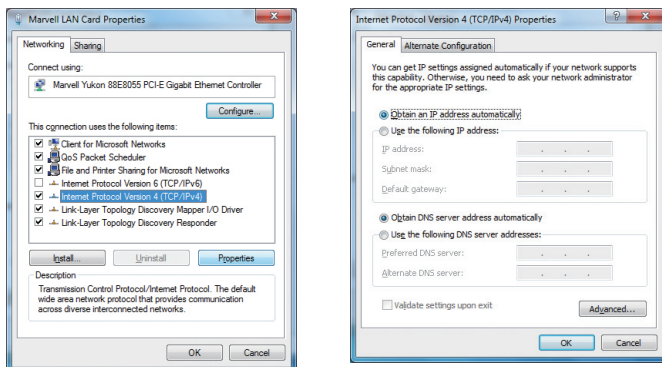 Marvell LAN Card Properties
Networking
Sharing
Connect using:
Marvell Yukon 88E8055 PCI-E Gigabit Ethernet Controller
Configure...
This connection uses the following items:
Client for Microsoft Networks
QoS Packet Scheduler
File and Printer Sharing for Microsoft Networks
Internet Protocol Version 6 (TCP/IPv6)
Internet Protocol Version 4 (TCP/IPv4)
Link-Layer Topology Discovery Mapper I/O Driver
Link-Layer Topology Discovery Responder
Install...
Uninstall
Properties
Description
Transmission Control Protocol/Internet Protocol. The default
wide area network protocol that provides communication
across diverse interconnected networks.
OK
Cancel
Internet Protocol Version 4 (TCP/IPv4) Properties
General
Alternate Configuration
You can get IP settings assigned automatically if your network supports
this capability. Otherwise, you need to ask your network administrator
for the appropriate IP settings.
Obtain an IP address automatically
Use the following IP address:
IP address:
Subnet mask:
Default gateway:
Obtain DNS server address automatically
Use the following DNS server addresses:
Preferred DNS server:
Alternate DNS server:
Validate settings upon exit
Advanced...
OK
Cancel